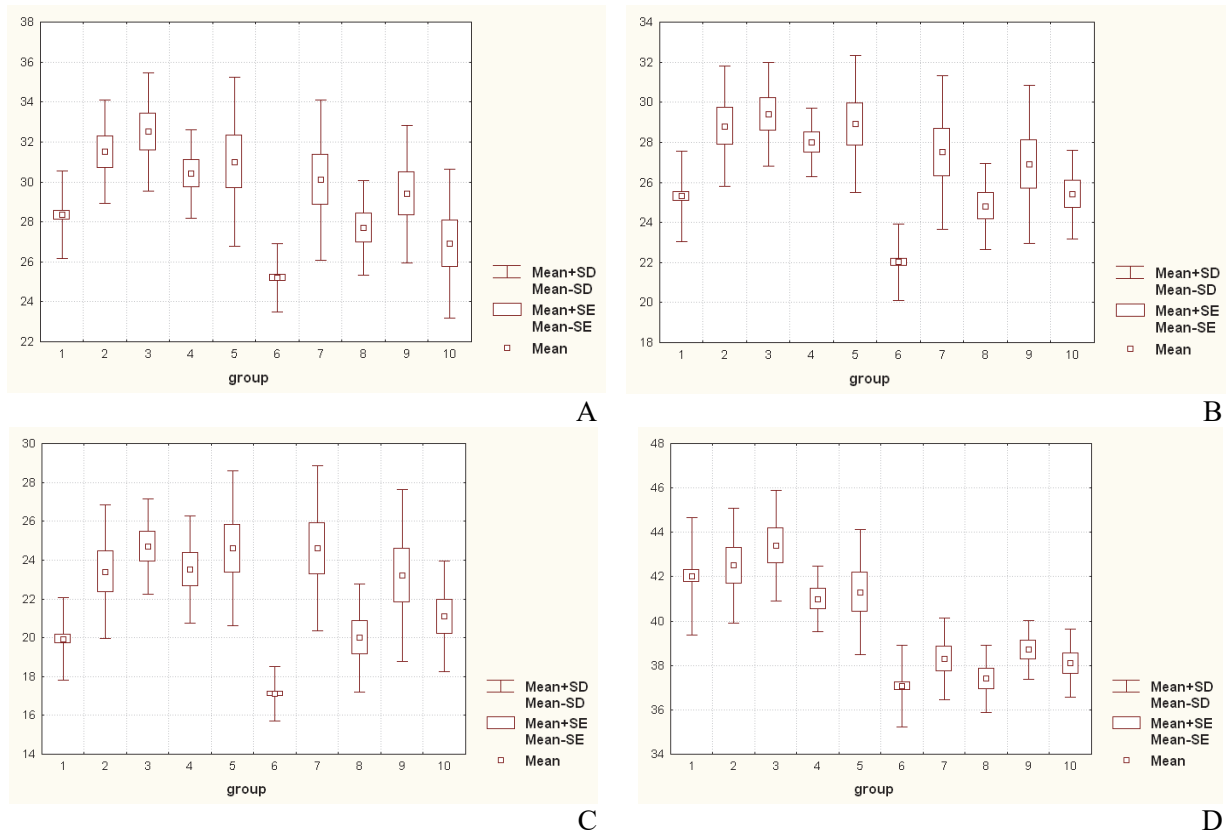 38
36
34
32
30
28
26
24
22
1 2 3 4 5 6 7 8 9 10
group
Mean+SD
Mean-SD
Mean+SE
Mean-SE
Mean
A
34
32
30
28
26
24
22
20
18
1 2 3 4 5 6 7 8 9 10
group
Mean+SD
Mean-SD
Mean+SE
Mean-SE
Mean
B
30
28
26
24
22
20
18
16
14
1 2 3 4 5 6 7 8 9 10
group
Mean+SD
Mean-SD
Mean+SE
Mean-SE
Mean
C
48
46
44
42
40
38
36
34
1 2 3 4 5 6 7 8 9 10
group
Mean+SD
Mean-SD
Mean+SE
Mean-SE
Mean
D